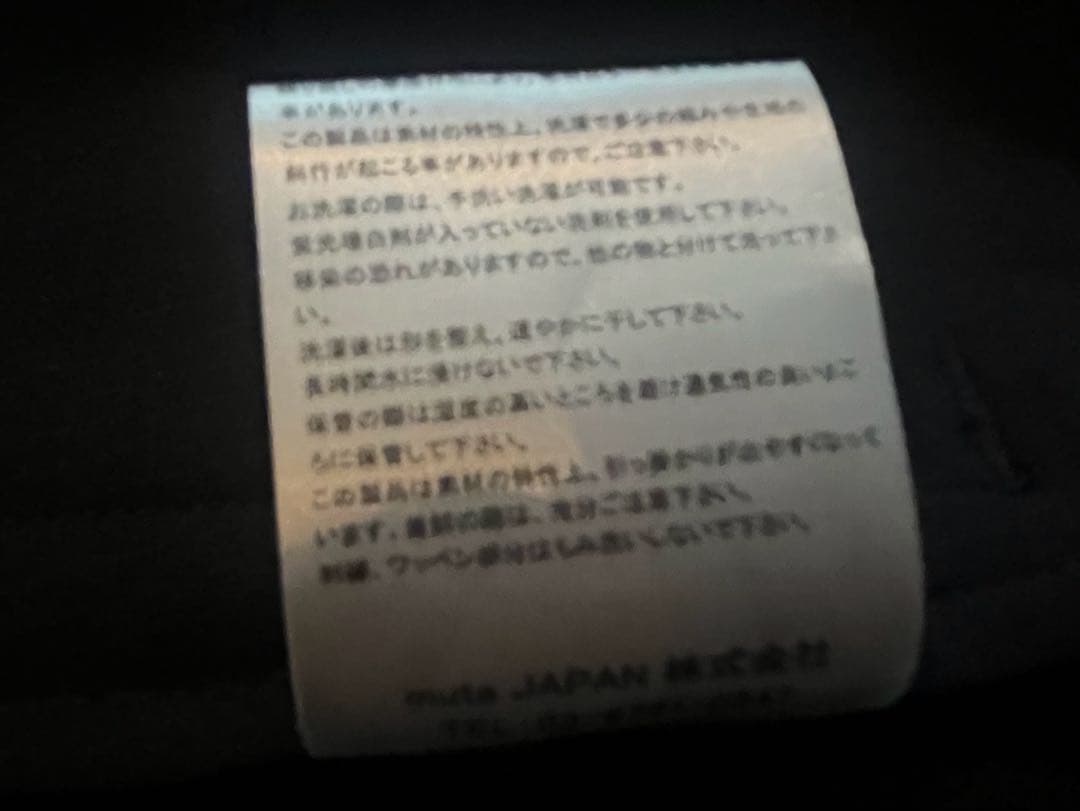 事があります。
この製品は素材の特性上、洗濯で多少の縮みや生地の
斜行が起こる事がありますので、ご注意下さい。
お洗濯の際は、手洗い洗濯が可能です。
蛍光増白剤が入っていない洗剤を使用して下さい。
移染の恐れがありますので、他の物と分けて洗って下さ
い。
洗濯後は形を整え、速やかに干して下さい。
長時間水に漬けないで下さい。
保管の際は湿度の高いところを避け通気性の良いとこ
ろに保管して下さい。
この製品は素材の特性上、引っ掛かりが出やすくなって
います。着用の際は、充分ご注意下さい。
刺繍、ワッペン部分はもみ洗いしないで下さい。
muta JAPAN 株式会社